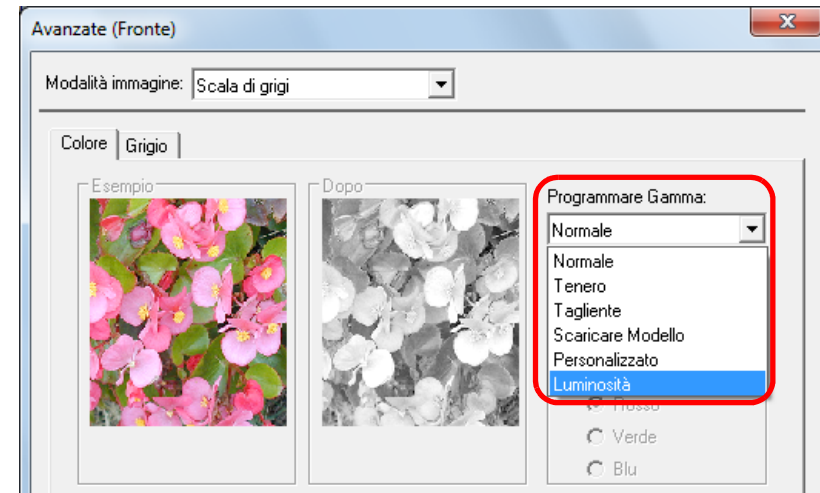 Avanzate (Fronte)
Modalità immagine: Scala di grigi
Colore Grigio
Esempio
Dopo
Programmare Gamma:
Normale
Normale
Tenero
Tagliente
Scaricare Modello
Personalizzato
Luminosità
Rosso
Verde
Blu